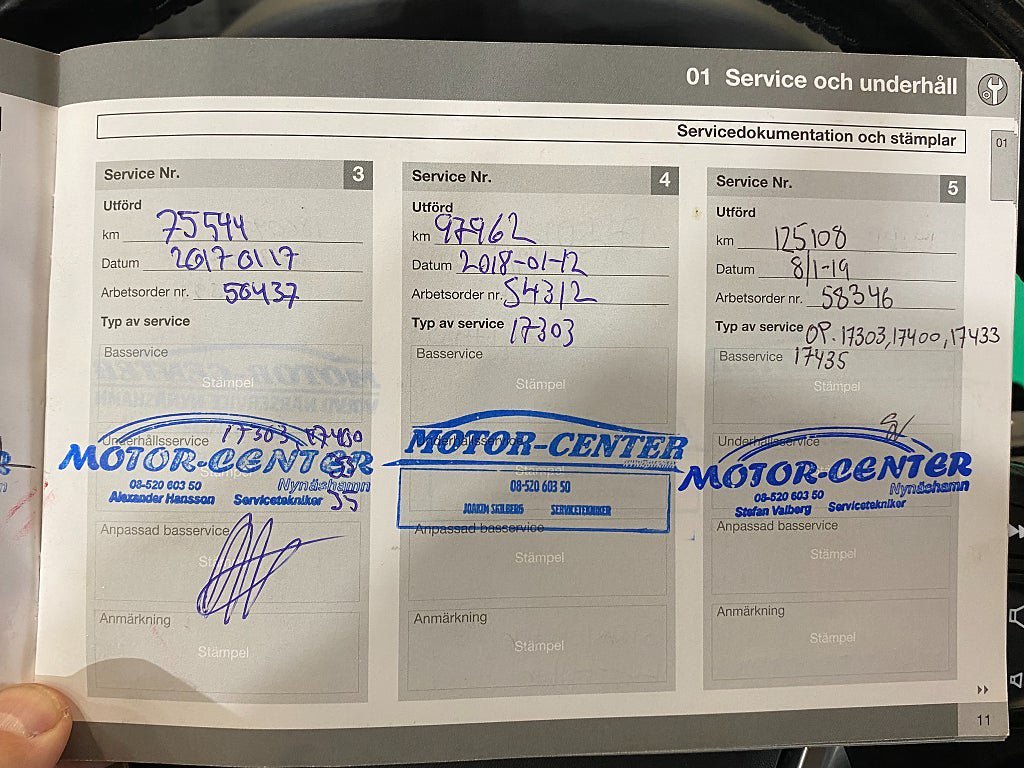 01 Service och underhåll
Servicedokumentation och stämplar
01
Service Nr. 3
Utförd
km 75544
Datum 20170117
Arbetsorder nr. 50437
Typ av service
Basservice
Stämpel
Underhållsservice 17303, 17400
MOTOR-CENTER 33
Nynäshamn
08-520 603 50
Alexander Hansson Servicetekniker 35
Anpassad basservice
Anmärkning
Stämpel
Service Nr. 4
Utförd
km 97962
Datum 2018-01-12
Arbetsorder nr. 54312
Typ av service 17303
Basservice
Stämpel
Underhållsservice
MOTOR-CENTER
08-520 603 50
SERVICETEKNIKER
Anpassad basservice
Stämpel
Anmärkning
Stämpel
Service Nr. 5
Utförd
km 125108
Datum 8/1-19
Arbetsorder nr. 58346
Typ av service OP. 17303, 17400, 17433
Basservice 17435
Stämpel
Underhållsservice
MOTOR-CENTER
Nynäshamn
08-520 603 50
Stefan Valberg Servicetekniker
Anpassad basservice
Stämpel
Anmärkning
Stämpel
11